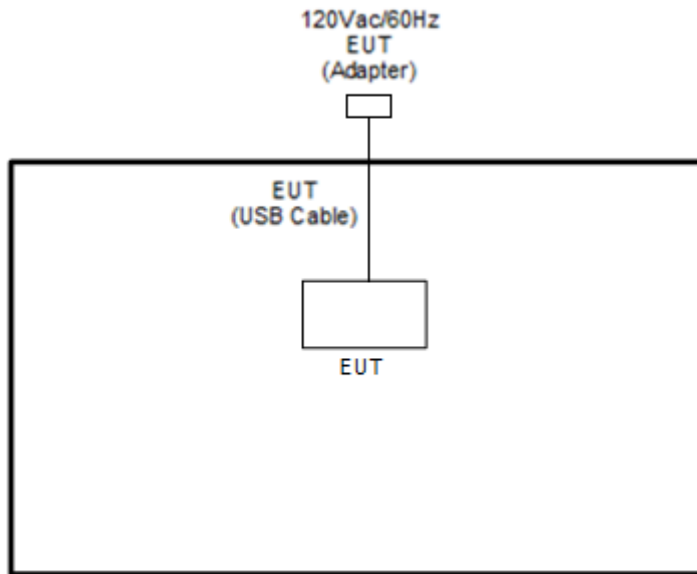 120Vac/60Hz
EUT
(Adapter)
EUT
(USB Cable)
EUT